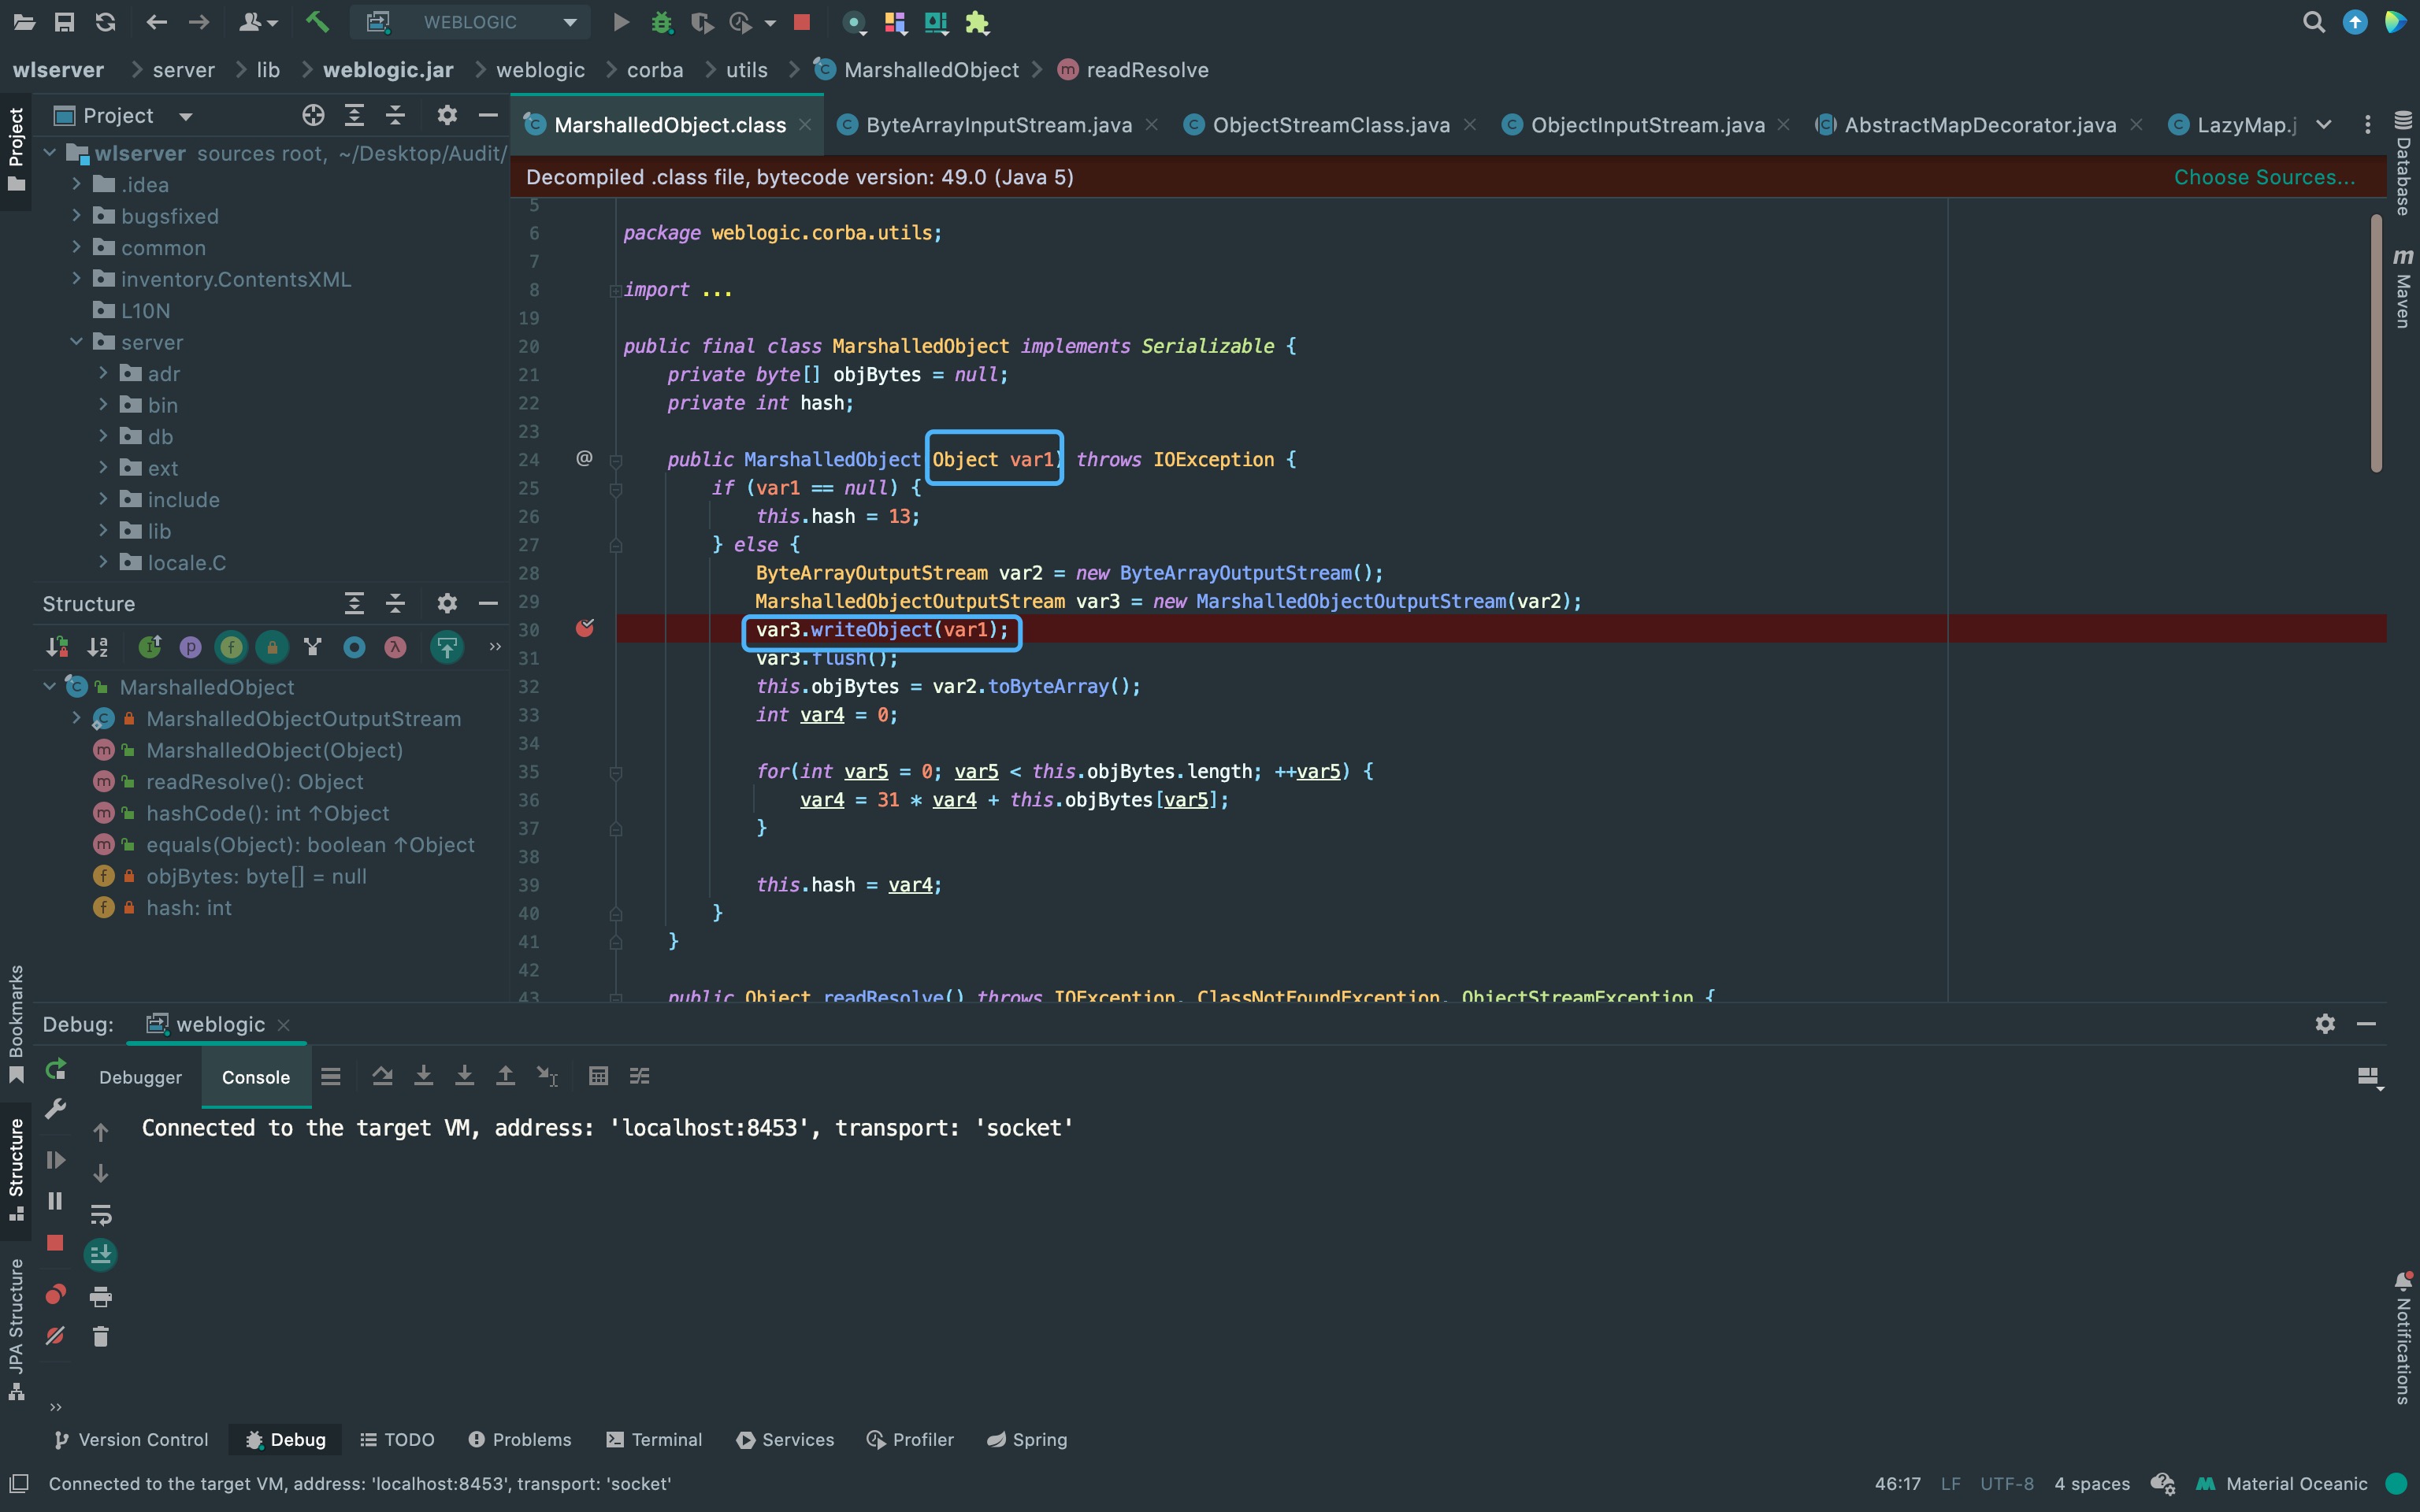 WEBLOGIC
wlserver server lib weblogic.jar weblogic corba utils MarshalledObject readResolve
Project
MarshalledObject.class ByteArrayInputStream.java ObjectStreamClass.java ObjectInputStream.java AbstractMapDecorator.java LazyMap.j
Project
wlserver sources root, ~/Desktop/Audit/
.idea
bugsfixed
common
inventory.ContentsXML
L10N
server
adr
bin
db
ext
include
lib
locale.C
Structure
MarshalledObject
MarshalledObjectOutputStream
MarshalledObject(Object)
readResolve(): Object
hashCode(): int ↑Object
equals(Object): boolean ↑Object
objBytes: byte[] = null
hash: int
Decompiled .class file, bytecode version: 49.0 (Java 5) Choose Sources...
5
6 package weblogic.corba.utils;
7
8 import ...
19
20 public final class MarshalledObject implements Serializable {
21 private byte[] objBytes = null;
22 private int hash;
23
24 @ public MarshalledObject Object var1) throws IOException {
25 if (var1 == null) {
26 this.hash = 13;
27 } else {
28 ByteArrayOutputStream var2 = new ByteArrayOutputStream();
29 MarshalledObjectOutputStream var3 = new MarshalledObjectOutputStream(var2);
30 var3.writeObject(var1);
31 var3.flush();
32 this.objBytes = var2.toByteArray();
33 int var4 = 0;
34
35 for(int var5 = 0; var5 < this.objBytes.length; ++var5) {
36 var4 = 31 * var4 + this.objBytes[var5];
37 }
38
39 this.hash = var4;
40 }
41 }
42
43 public Object readResolve() throws IOException, ClassNotFoundException, ObjectStreamException {
Database
Maven
Notifications
Bookmarks
Structure
JPA Structure
Debug: weblogic
Debugger Console
Connected to the target VM, address: 'localhost:8453', transport: 'socket'
Version Control Debug TODO Problems Terminal Services Profiler Spring
Connected to the target VM, address: 'localhost:8453', transport: 'socket' 46:17 LF UTF-8 4 spaces Material Oceanic